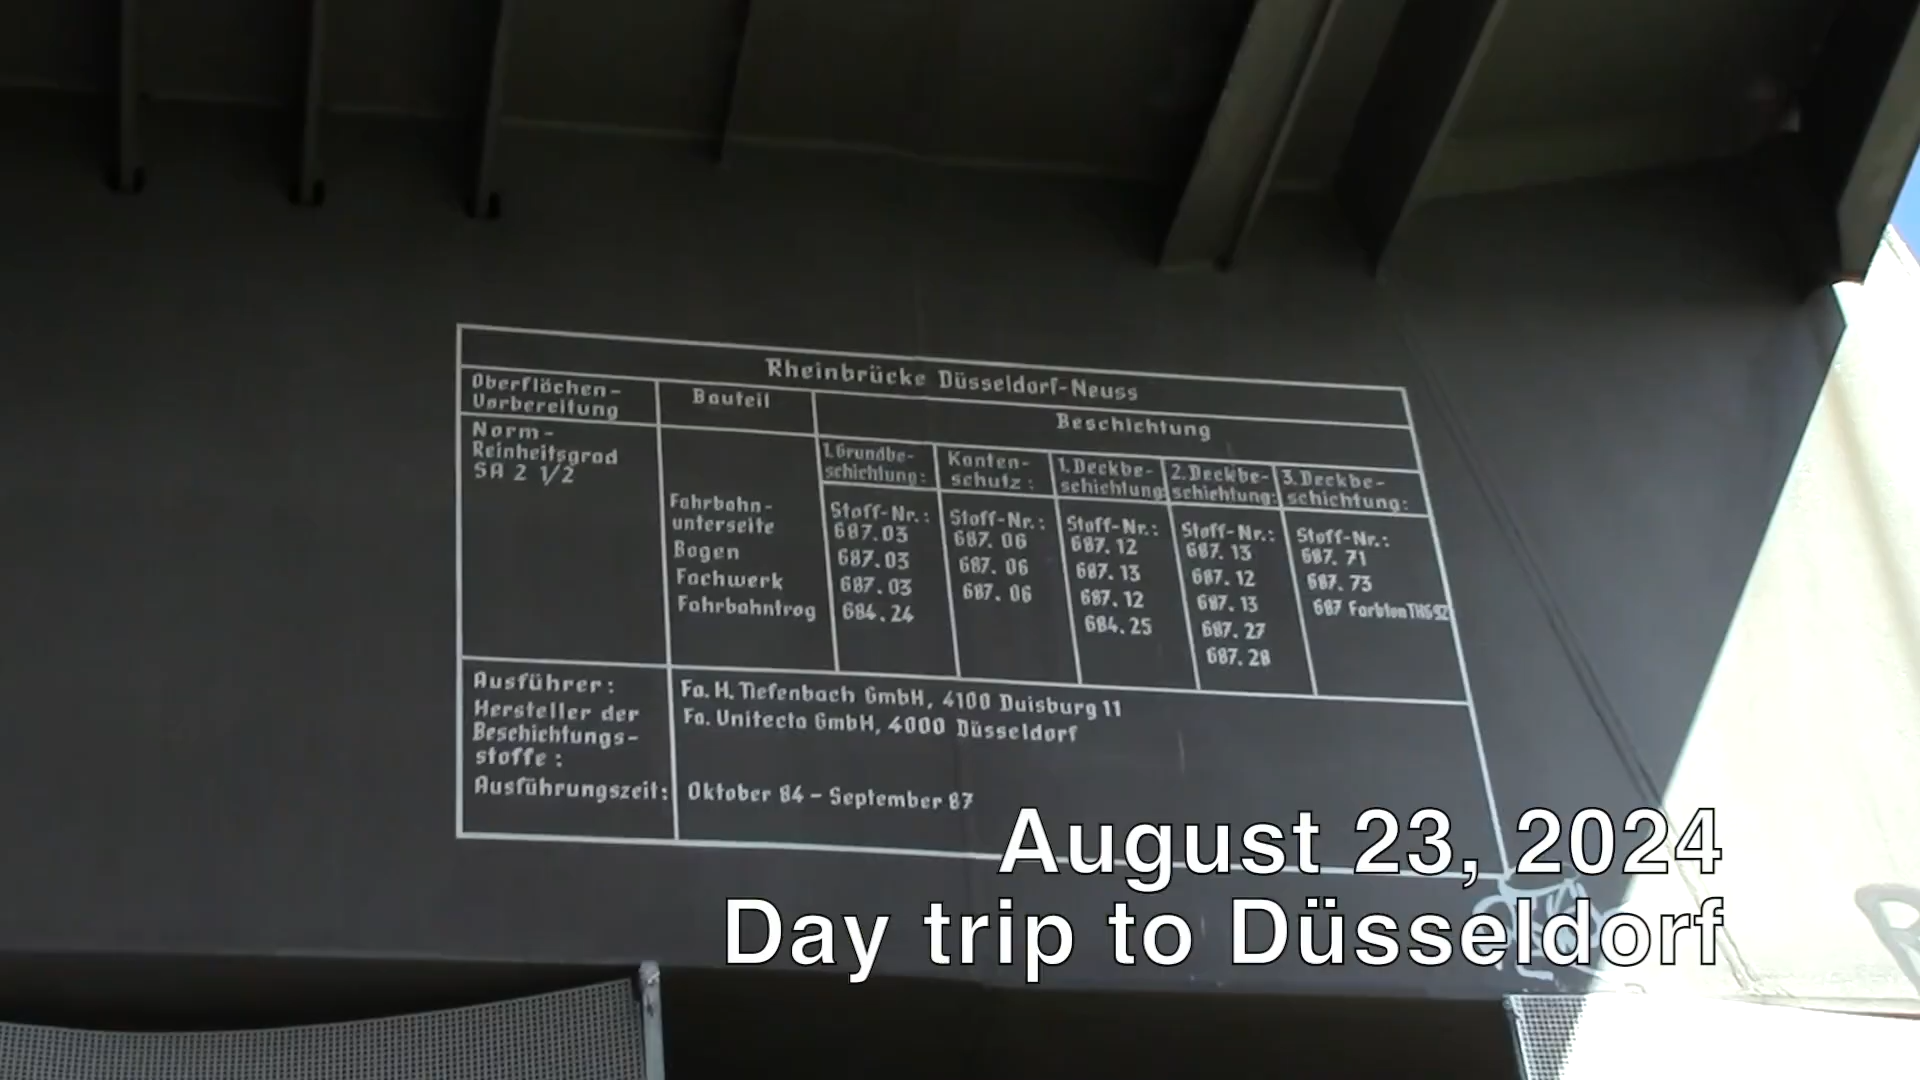 Rheinbrücke Düsseldorf-Neuss
Oberflächen-
Vorbereitung
Bauteil
Beschichtung
Norm-
Reinheitsgrad
SA 2 1/2
1.Grundbe-
schichtung:
Kanten-
schutz:
1.Deckbe-
schichtung:
2.Deckbe-
schichtung:
3.Deckbe-
schichtung:
Fahrbahn-
unterseite
Bogen
Fachwerk
Fahrbahntrog
Stoff-Nr.:
687.03
687.03
687.03
684.24
Stoff-Nr.:
687.06
687.06
687.06
Stoff-Nr.:
687.12
687.13
687.12
684.25
Stoff-Nr.:
687.13
687.12
687.13
687.27
687.28
Stoff-Nr.:
687.71
687.73
687 Farbton
Ausführer:
Fa. H. Tiefenbach GmbH, 4100 Duisburg 11
Hersteller der
Beschichtungs-
stoffe:
Fa. Unitecta GmbH, 4000 Düsseldorf
Ausführungszeit:
Oktober 84 – September 87
August 23, 2024
Day trip to Düsseldorf